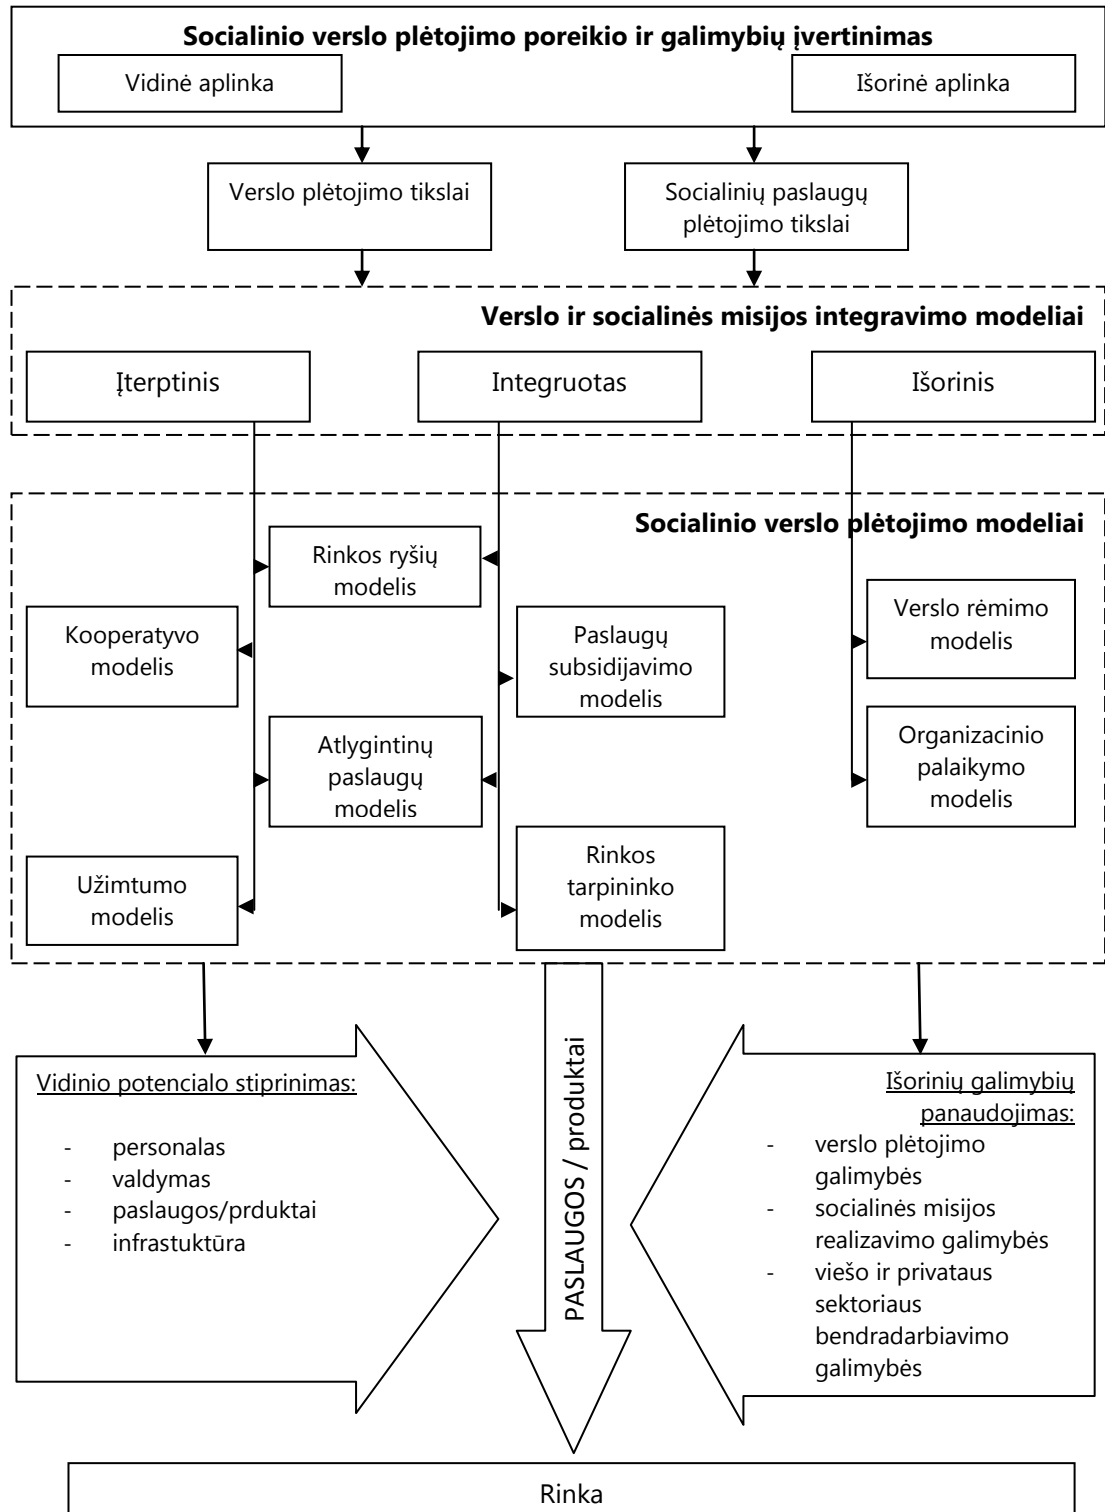 Socialinio verslo plėtojimo poreikio ir galimybių įvertinimas
Vidinė aplinka
Išorinė aplinka
Verslo plėtojimo tikslai
Socialinių paslaugų
plėtojimo tikslai
Verslo ir socialinės misijos integravimo modeliai
Įterptinis
Integruotas
Išorinis
Socialinio verslo plėtojimo modeliai
Rinkos ryšių
modelis
Kooperatyvo
modelis
Paslaugų
subsidijavimo
modelis
Verslo rėmimo
modelis
Atlygintinų
paslaugų
modelis
Organizacinio
palaikymo
modelis
Užimtumo
modelis
Rinkos
tarpininko
modelis
Vidinio potencialo stiprinimas:
- personalas
- valdymas
- paslaugos/prduktai
- infrastuktūra
PASLAUGOS / produktai
Išorinių galimybių
panaudojimas:
- verslo plėtojimo
galimybės
- socialinės misijos
realizavimo galimybės
- viešo ir privataus
sektoriaus
bendradarbiavimo
galimybės
Rinka